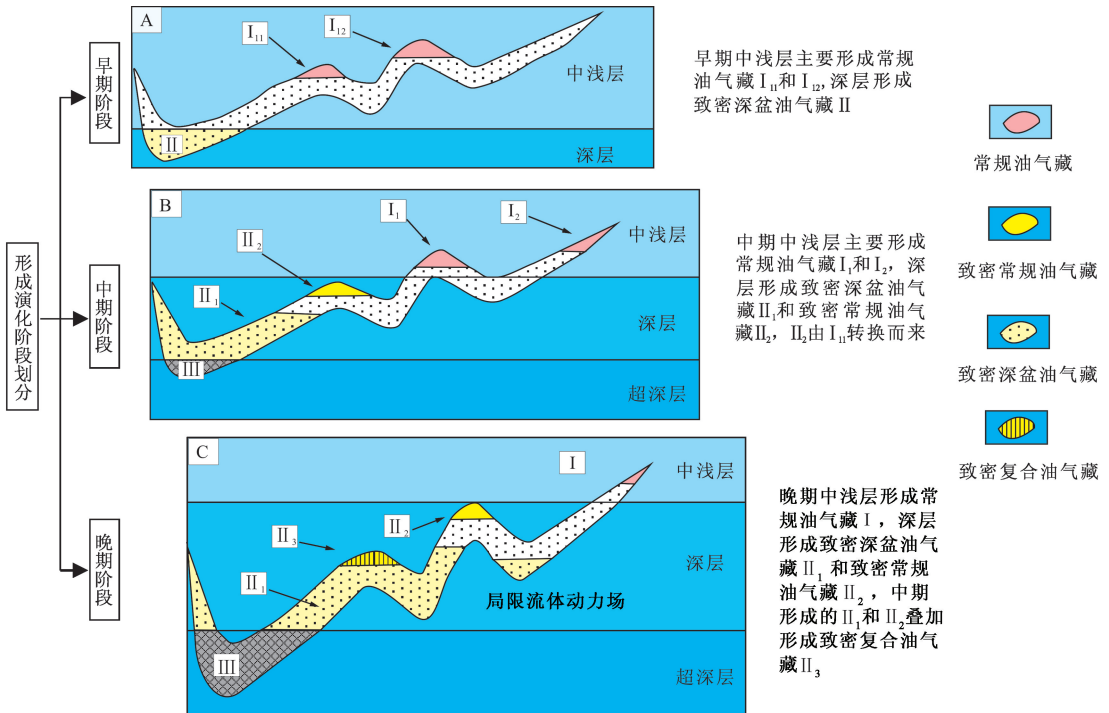 形成演化阶段划分
早期阶段
A
I₁₁
I₁₂
中浅层
II
深层
早期中浅层主要形成常规
油气藏I₁₁和I₁₂,深层形成
致密深盆油气藏II
中期阶段
B
I₁
I₂
中浅层
II₂
II₁
深层
III
超深层
中期中浅层主要形成
常规油气藏I₁和I₂，深
层形成致密深盆油气
藏II₁和致密常规油气
藏II₂，II₂由I₁₁转换而来
晚期阶段
C
I
中浅层
II₂
II₃
II₁
深层
局限流体动力场
III
超深层
晚期中浅层形成常
规油气藏I，深层
形成致密深盆油气
藏II₁和致密常规
油气藏II₂，中期
形成的II₁和II₂叠加
形成致密复合油气
藏II₃
常规油气藏
致密常规油气藏
致密深盆油气藏
致密复合油气藏